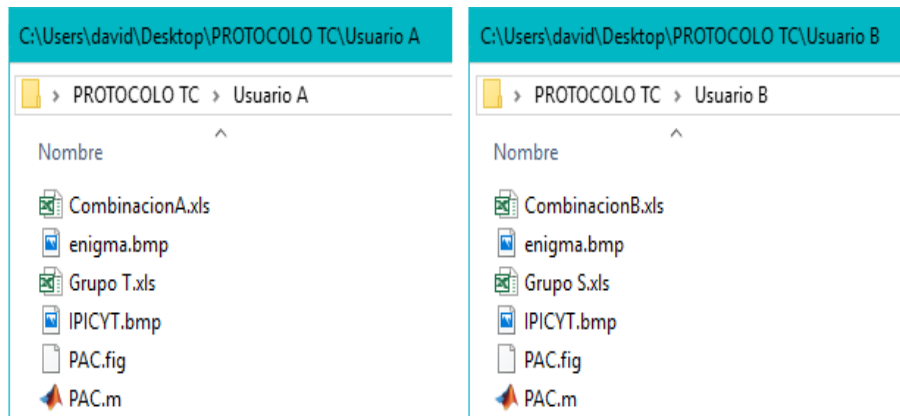 C:\Users\david\Desktop\PROTOCOLO TC\Usuario A
PROTOCOLO TC > Usuario A
Nombre
CombinacionA.xls
enigma.bmp
Grupo T.xls
IPICYT.bmp
PAC.fig
PAC.m
C:\Users\david\Desktop\PROTOCOLO TC\Usuario B
PROTOCOLO TC > Usuario B
Nombre
CombinacionB.xls
enigma.bmp
Grupo S.xls
IPICYT.bmp
PAC.fig
PAC.m